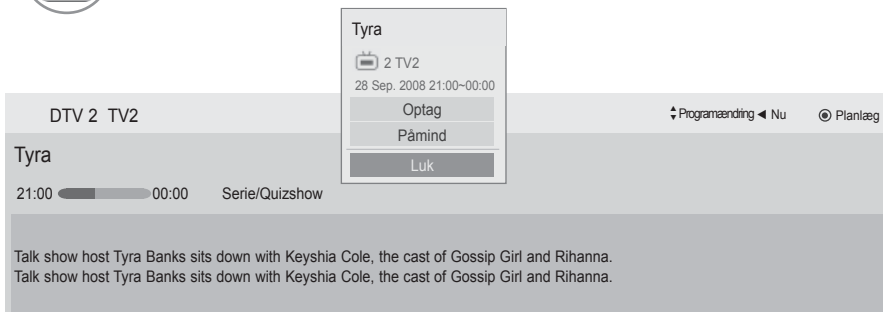 Tyra
2 TV2
28 Sep. 2008 21:00~00:00
Optag
Påmind
Luk
DTV 2 TV2
Programændring ◄ Nu
Planlæg
Tyra
21:00 00:00 Serie/Quizshow
Talk show host Tyra Banks sits down with Keyshia Cole, the cast of Gossip Girl and Rihanna.
Talk show host Tyra Banks sits down with Keyshia Cole, the cast of Gossip Girl and Rihanna.